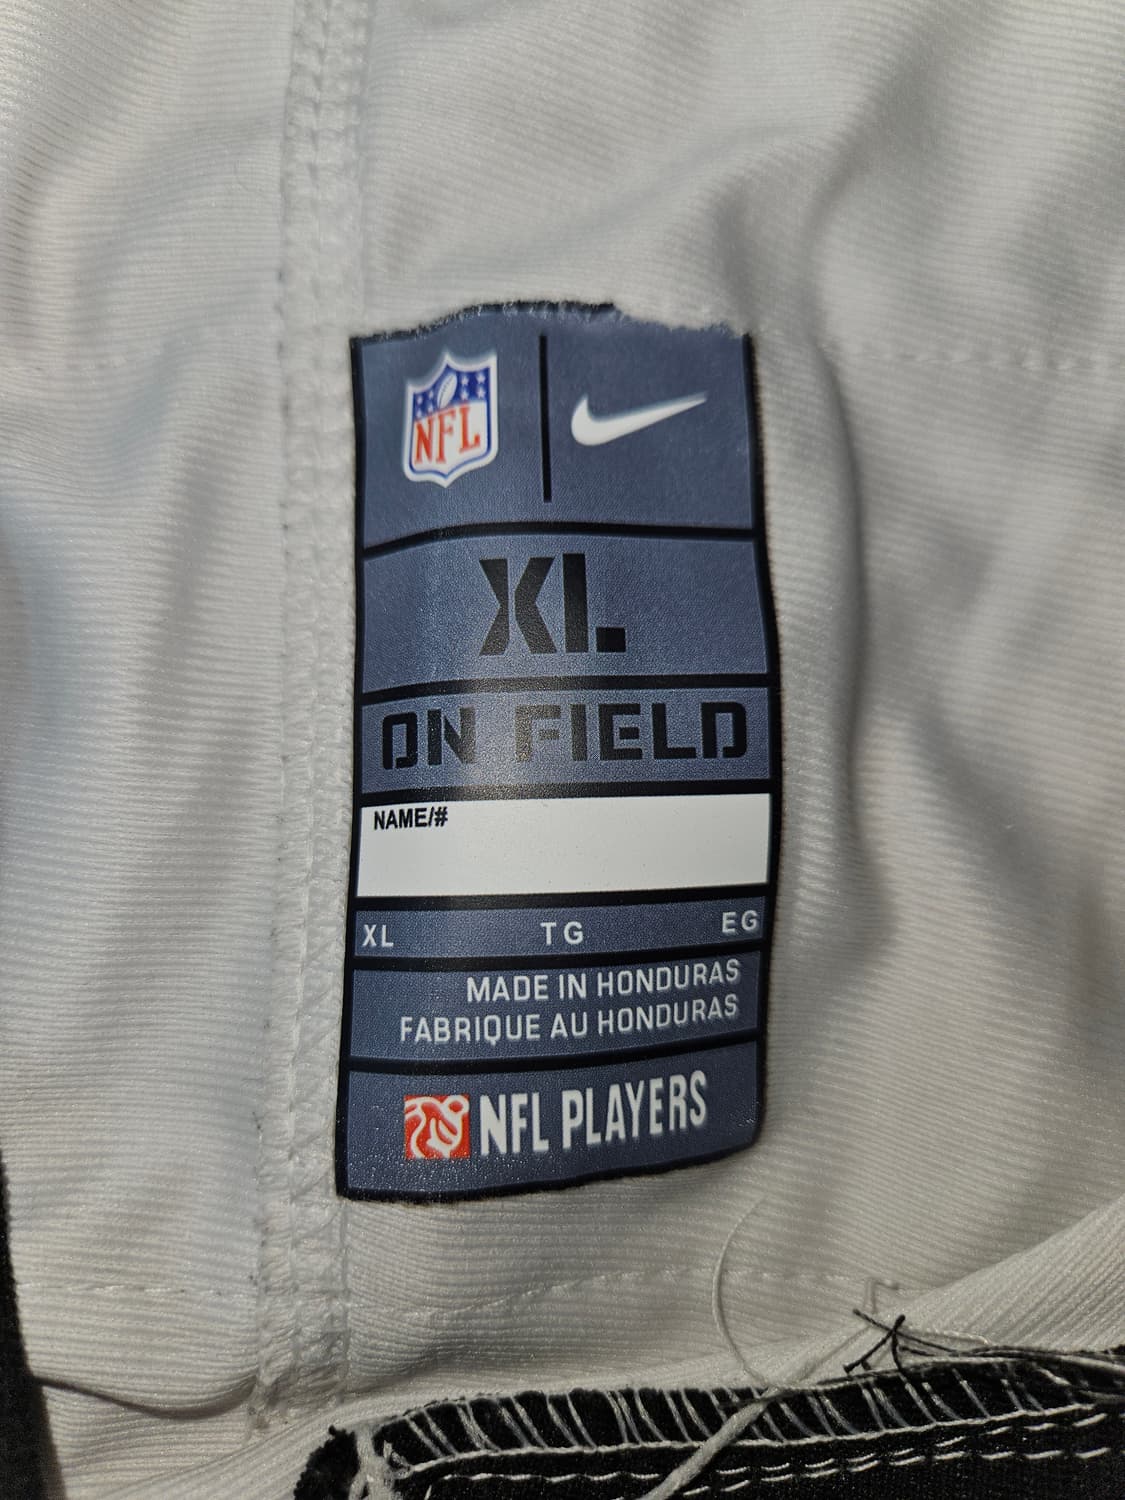 NFL
XL
ON FIELD
NAME/#
XL TG EG
MADE IN HONDURAS
FABRIQUE AU HONDURAS
NFL PLAYERS